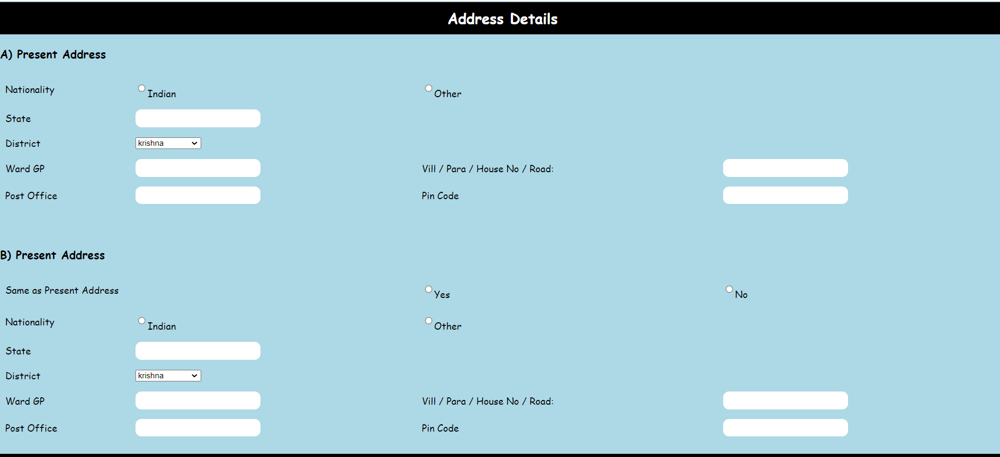 Address Details
A) Present Address
Nationality Indian Other
State
District krishna
Ward GP Vill / Para / House No / Road:
Post Office Pin Code
B) Present Address
Same as Present Address Yes No
Nationality Indian Other
State
District krishna
Ward GP Vill / Para / House No / Road:
Post Office Pin Code